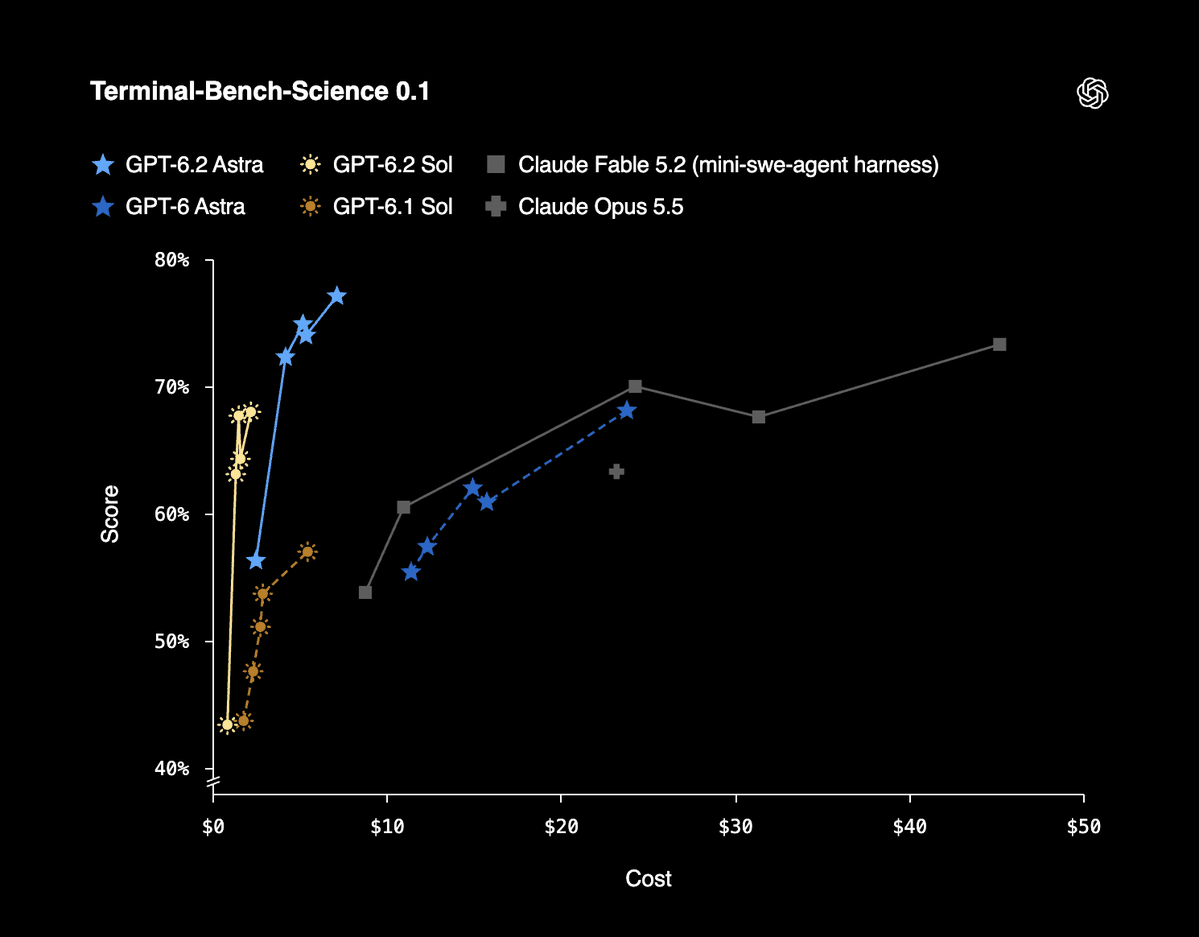 Terminal-Bench-Science 0.1
GPT-6.2 Astra
GPT-6.2 Sol
Claude Fable 5.2 (mini-swe-agent harness)
GPT-6 Astra
GPT-6.1 Sol
Claude Opus 5.5
80%
70%
60%
50%
40%
Score
$0
$10
$20
$30
$40
$50
Cost